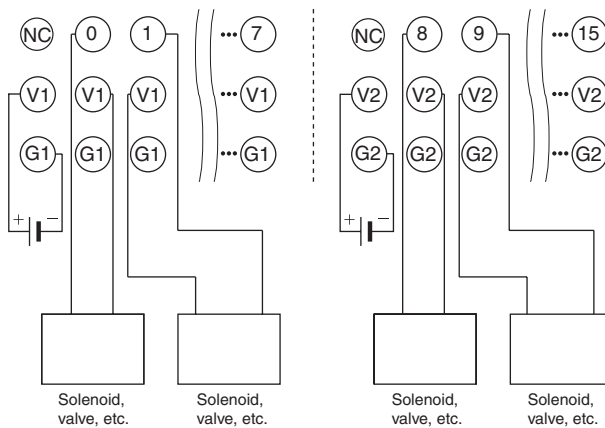 NC 0 1 ••• 7 NC 8 9 ••• 15
V1 V1 V1 ••• V1 V2 V2 V2 ••• V2
G1 G1 G1 ••• G1 G2 G2 G2 ••• G2
+ − + −
Solenoid, Solenoid, Solenoid, Solenoid,
valve, etc. valve, etc. valve, etc. valve, etc.